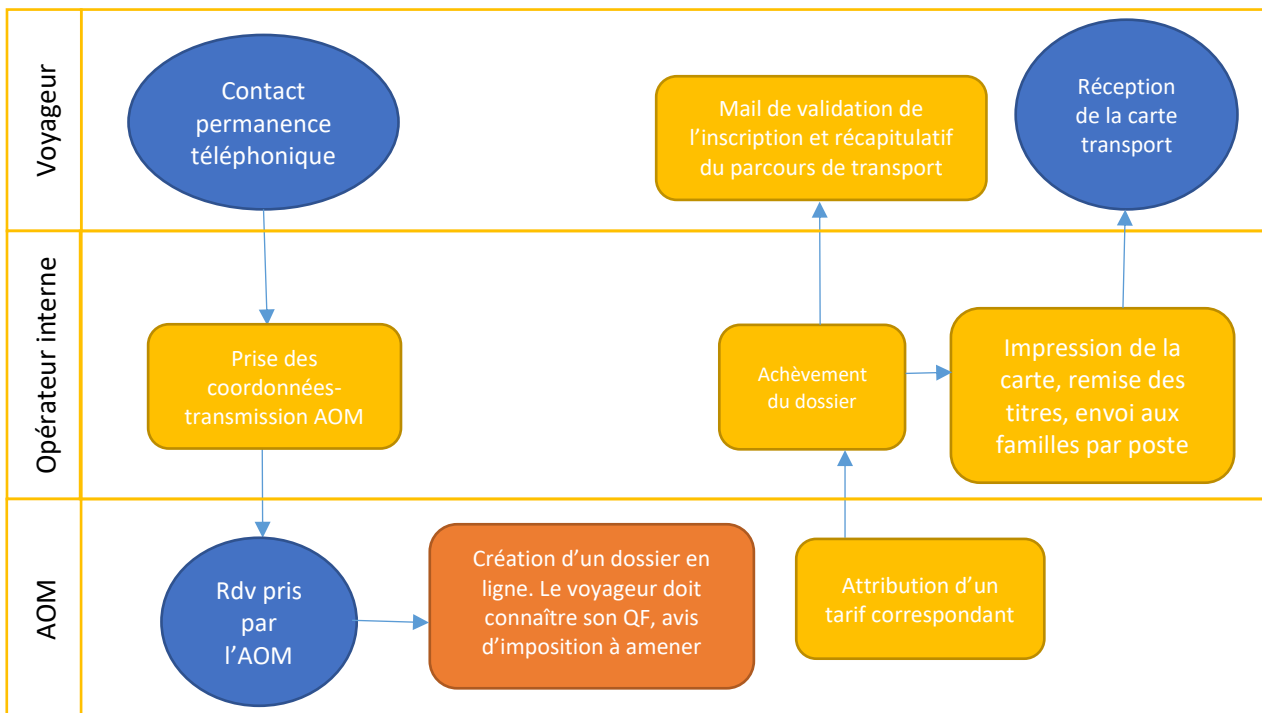 Voyageur
Contact
permanence
téléphonique
Mail de validation de
l'inscription et récapitulatif
du parcours de transport
Réception
de la carte
transport
Opérateur interne
Prise des
coordonnées-
transmission AOM
Achèvement
du dossier
Impression de la
carte, remise des
titres, envoi aux
familles par poste
AOM
Rdv pris
par
l'AOM
Création d'un dossier en
ligne. Le voyageur doit
connaître son QF, avis
d'imposition à amener
Attribution d'un
tarif correspondant